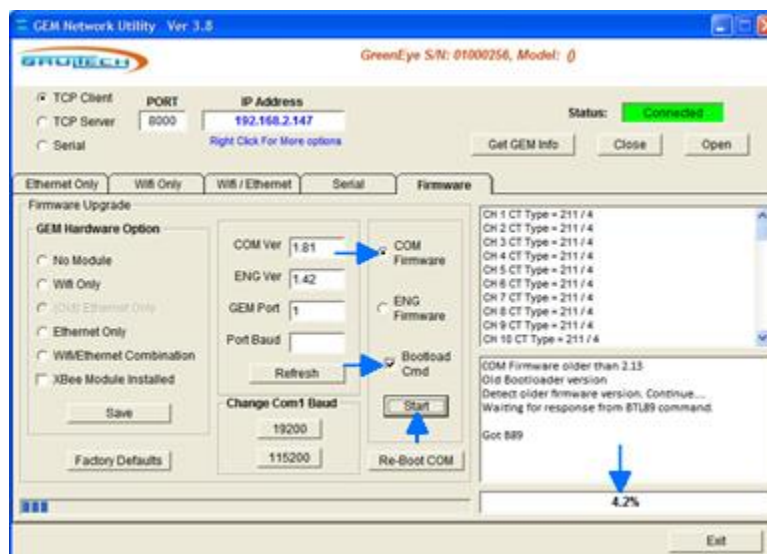 GEM Network Utility Ver 3.8
BRULTECH
GreenEye S/N: 01000256, Model: ()
TCP Client
TCP Server
Serial
PORT
8000
IP Address
192.168.2.147
Right Click For More options
Status: Connected
Get GEM Info
Close
Open
Ethernet Only
Wifi Only
Wifi / Ethernet
Serial
Firmware
Firmware Upgrade
GEM Hardware Option
No Module
Wifi Only
(Old) Ethernet Only
Ethernet Only
Wifi/Ethernet Combination
XBee Module Installed
Save
Factory Defaults
COM Ver 1.81
ENG Ver 1.42
GEM Port 1
Port Baud
Refresh
Change Com1 Baud
19200
115200
COM
Firmware
ENG
Firmware
Bootload
Cmd
Start
Re-Boot COM
CH 1 CT Type = 211 / 4
CH 2 CT Type = 211 / 4
CH 3 CT Type = 211 / 4
CH 4 CT Type = 211 / 4
CH 5 CT Type = 211 / 4
CH 6 CT Type = 211 / 4
CH 7 CT Type = 211 / 4
CH 8 CT Type = 211 / 4
CH 9 CT Type = 211 / 4
CH 10 CT Type = 211 / 4
COM Firmware older than 2.13
Old Bootloader version
Detect older firmware version. Continue....
Waiting for response from BTL89 command.
Got B89
4.2%
Exit